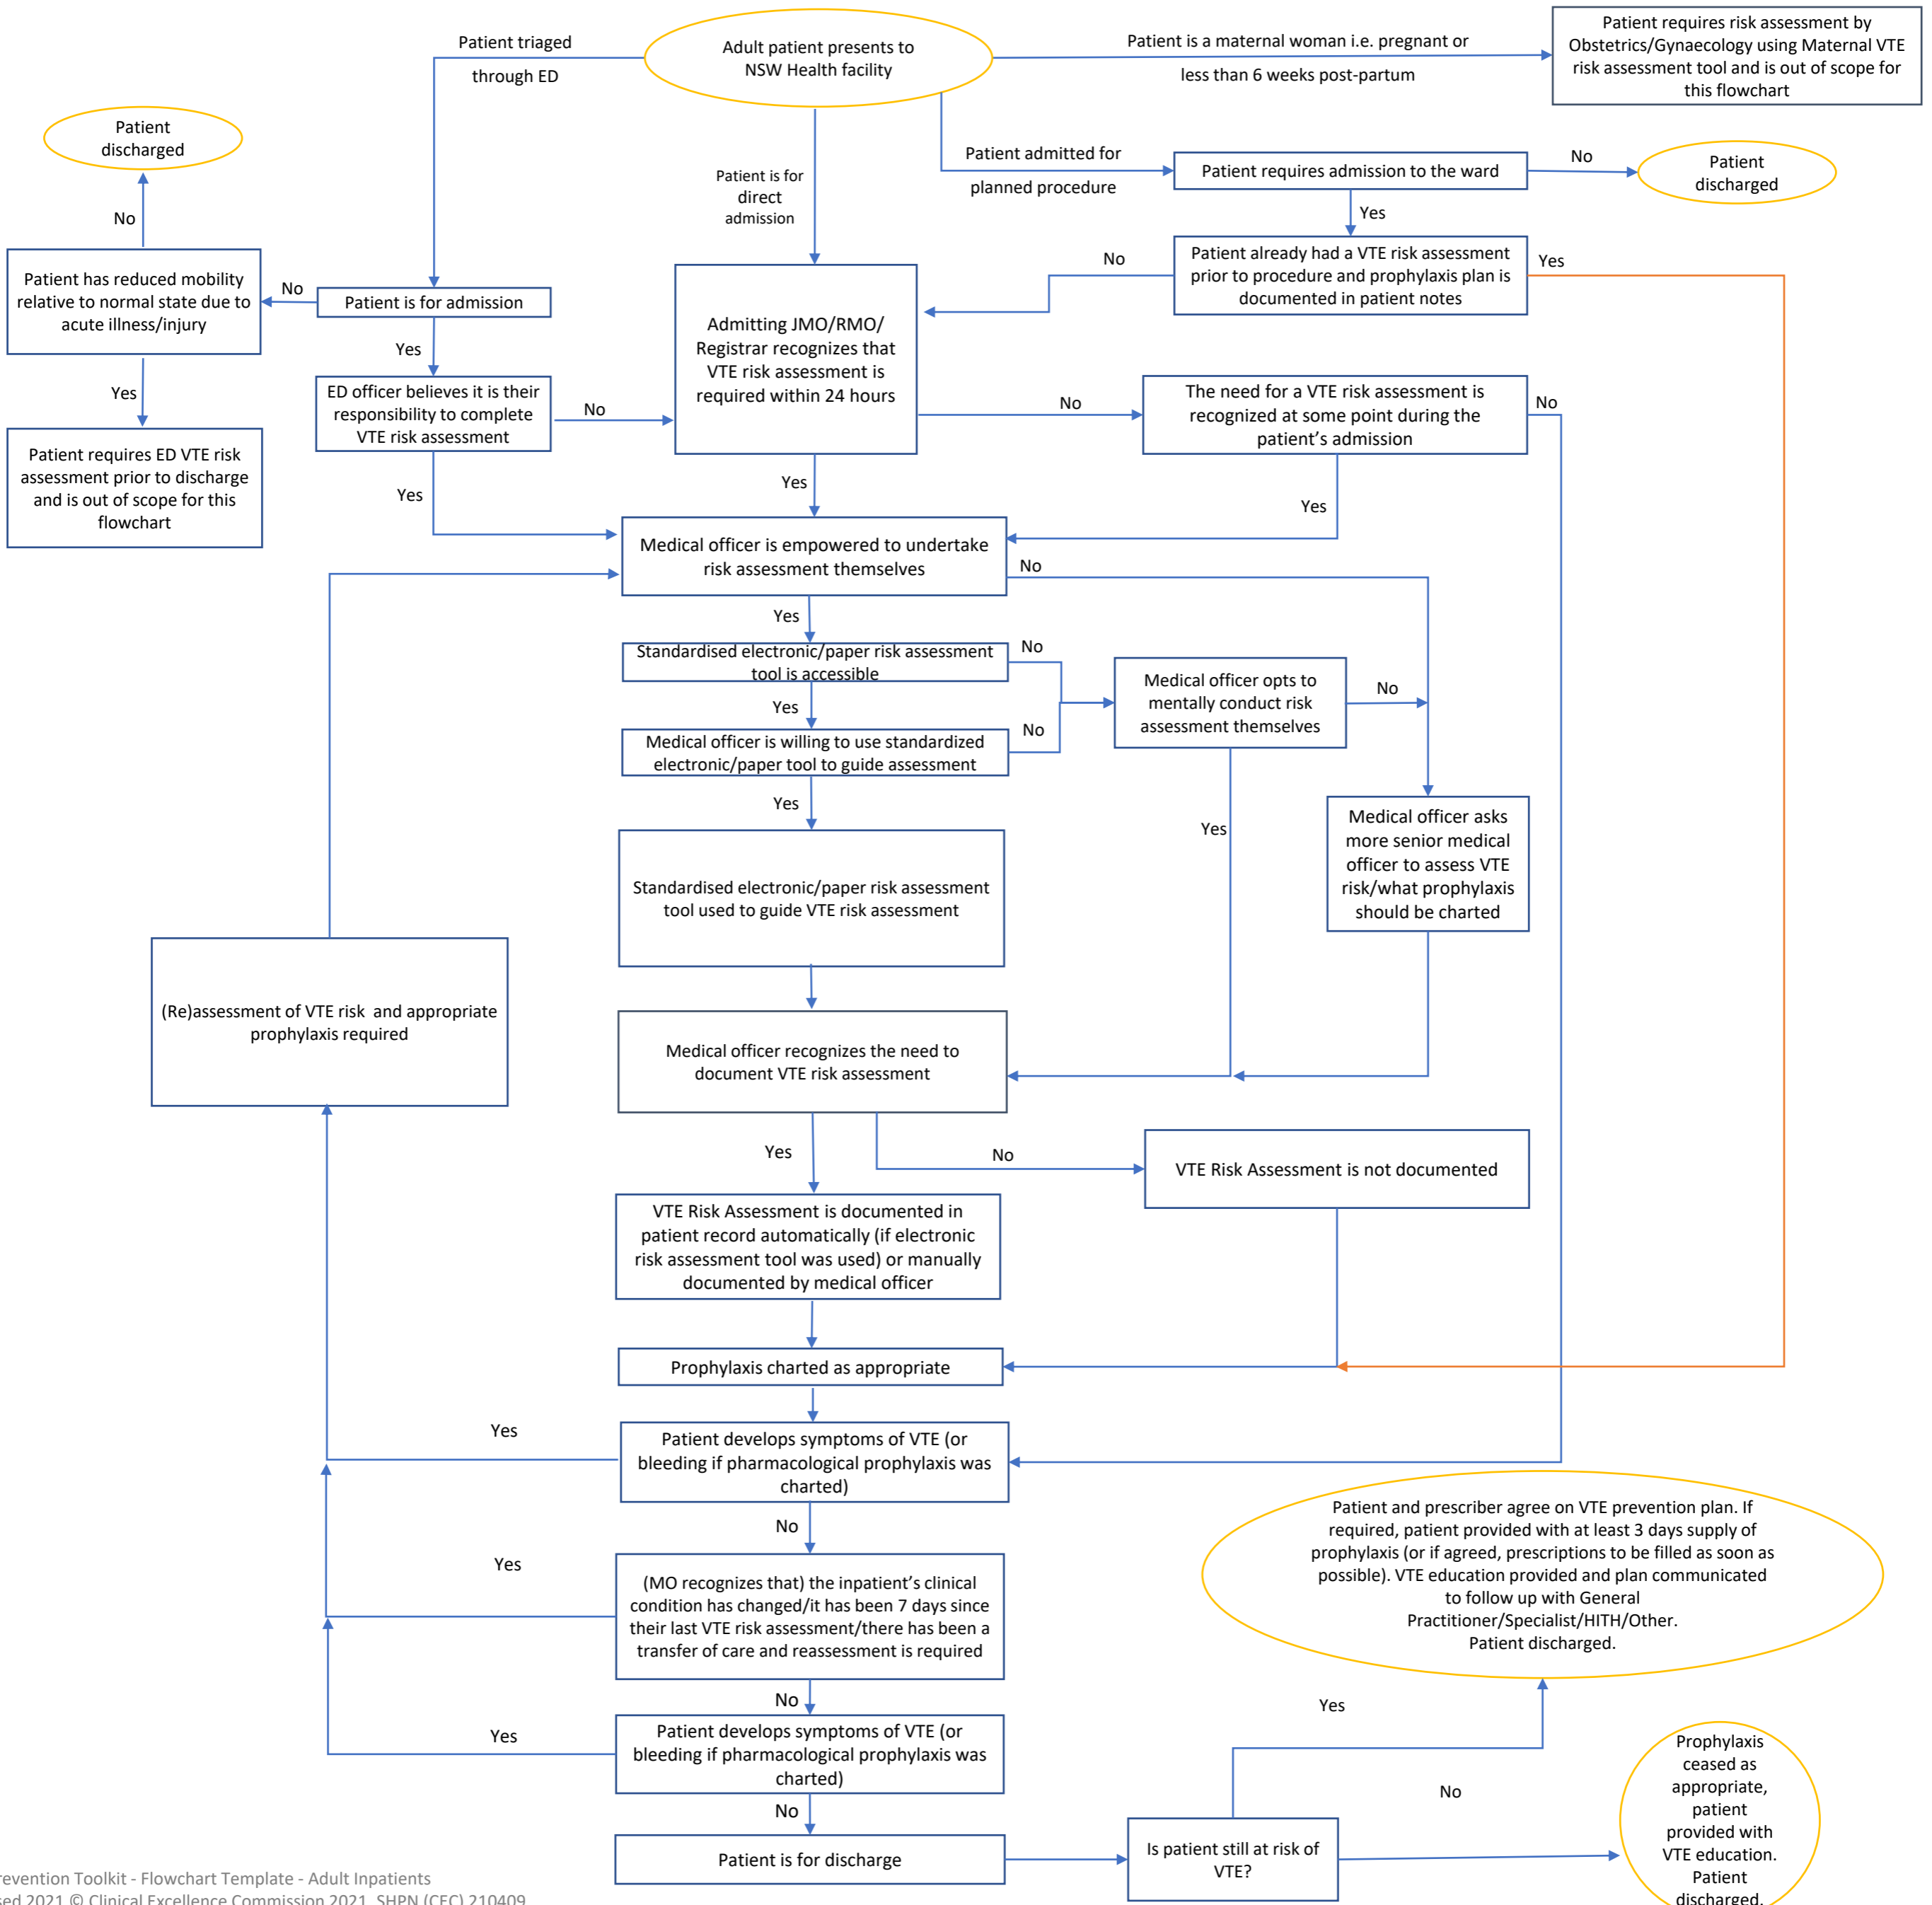 Patient triaged
through ED
Adult patient presents to
NSW Health facility
Patient is a maternal woman i.e. pregnant or
less than 6 weeks post-partum
Patient requires risk assessment by
Obstetrics/Gynaecology using Maternal VTE
risk assessment tool and is out of scope for
this flowchart
Patient
discharged
Patient is for
direct
admission
Patient admitted for
planned procedure
Patient requires admission to the ward
No
Patient
discharged
No
Yes
Patient has reduced mobility
relative to normal state due to
acute illness/injury
No
Patient is for admission
Patient already had a VTE risk assessment
prior to procedure and prophylaxis plan is
documented in patient notes
No
Yes
Admitting JMO/RMO/
Registrar recognizes that
VTE risk assessment is
required within 24 hours
Yes
Yes
ED officer believes it is their
responsibility to complete
VTE risk assessment
No
No
The need for a VTE risk assessment is
recognized at some point during the
patient’s admission
No
Patient requires ED VTE risk
assessment prior to discharge
and is out of scope for this
flowchart
Yes
Yes
Yes
Medical officer is empowered to undertake
risk assessment themselves
No
Yes
Standardised electronic/paper risk assessment
tool is accessible
No
Yes
Medical officer is willing to use standardized
electronic/paper tool to guide assessment
No
Medical officer opts to
mentally conduct risk
assessment themselves
No
Yes
Yes
Medical officer asks
more senior medical
officer to assess VTE
risk/what prophylaxis
should be charted
Standardised electronic/paper risk assessment
tool used to guide VTE risk assessment
(Re)assessment of VTE risk and appropriate
prophylaxis required
Medical officer recognizes the need to
document VTE risk assessment
Yes
No
VTE Risk Assessment is not documented
VTE Risk Assessment is documented in
patient record automatically (if electronic
risk assessment tool was used) or manually
documented by medical officer
Prophylaxis charted as appropriate
Yes
Patient develops symptoms of VTE (or
bleeding if pharmacological prophylaxis was
charted)
No
Yes
(MO recognizes that) the inpatient’s clinical
condition has changed/it has been 7 days since
their last VTE risk assessment/there has been a
transfer of care and reassessment is required
Patient and prescriber agree on VTE prevention plan. If
required, patient provided with at least 3 days supply of
prophylaxis (or if agreed, prescriptions to be filled as soon as
possible). VTE education provided and plan communicated
to follow up with General
Practitioner/Specialist/HITH/Other.
Patient discharged.
No
Yes
Yes
Patient develops symptoms of VTE (or
bleeding if pharmacological prophylaxis was
charted)
No
Patient is for discharge
Is patient still at risk of
VTE?
No
Prophylaxis
ceased as
appropriate,
patient
provided with
VTE education.
Patient
discharged.
revention Toolkit - Flowchart Template - Adult Inpatients
sed 2021 © Clinical Excellence Commission 2021. SHPN (CEC) 210409